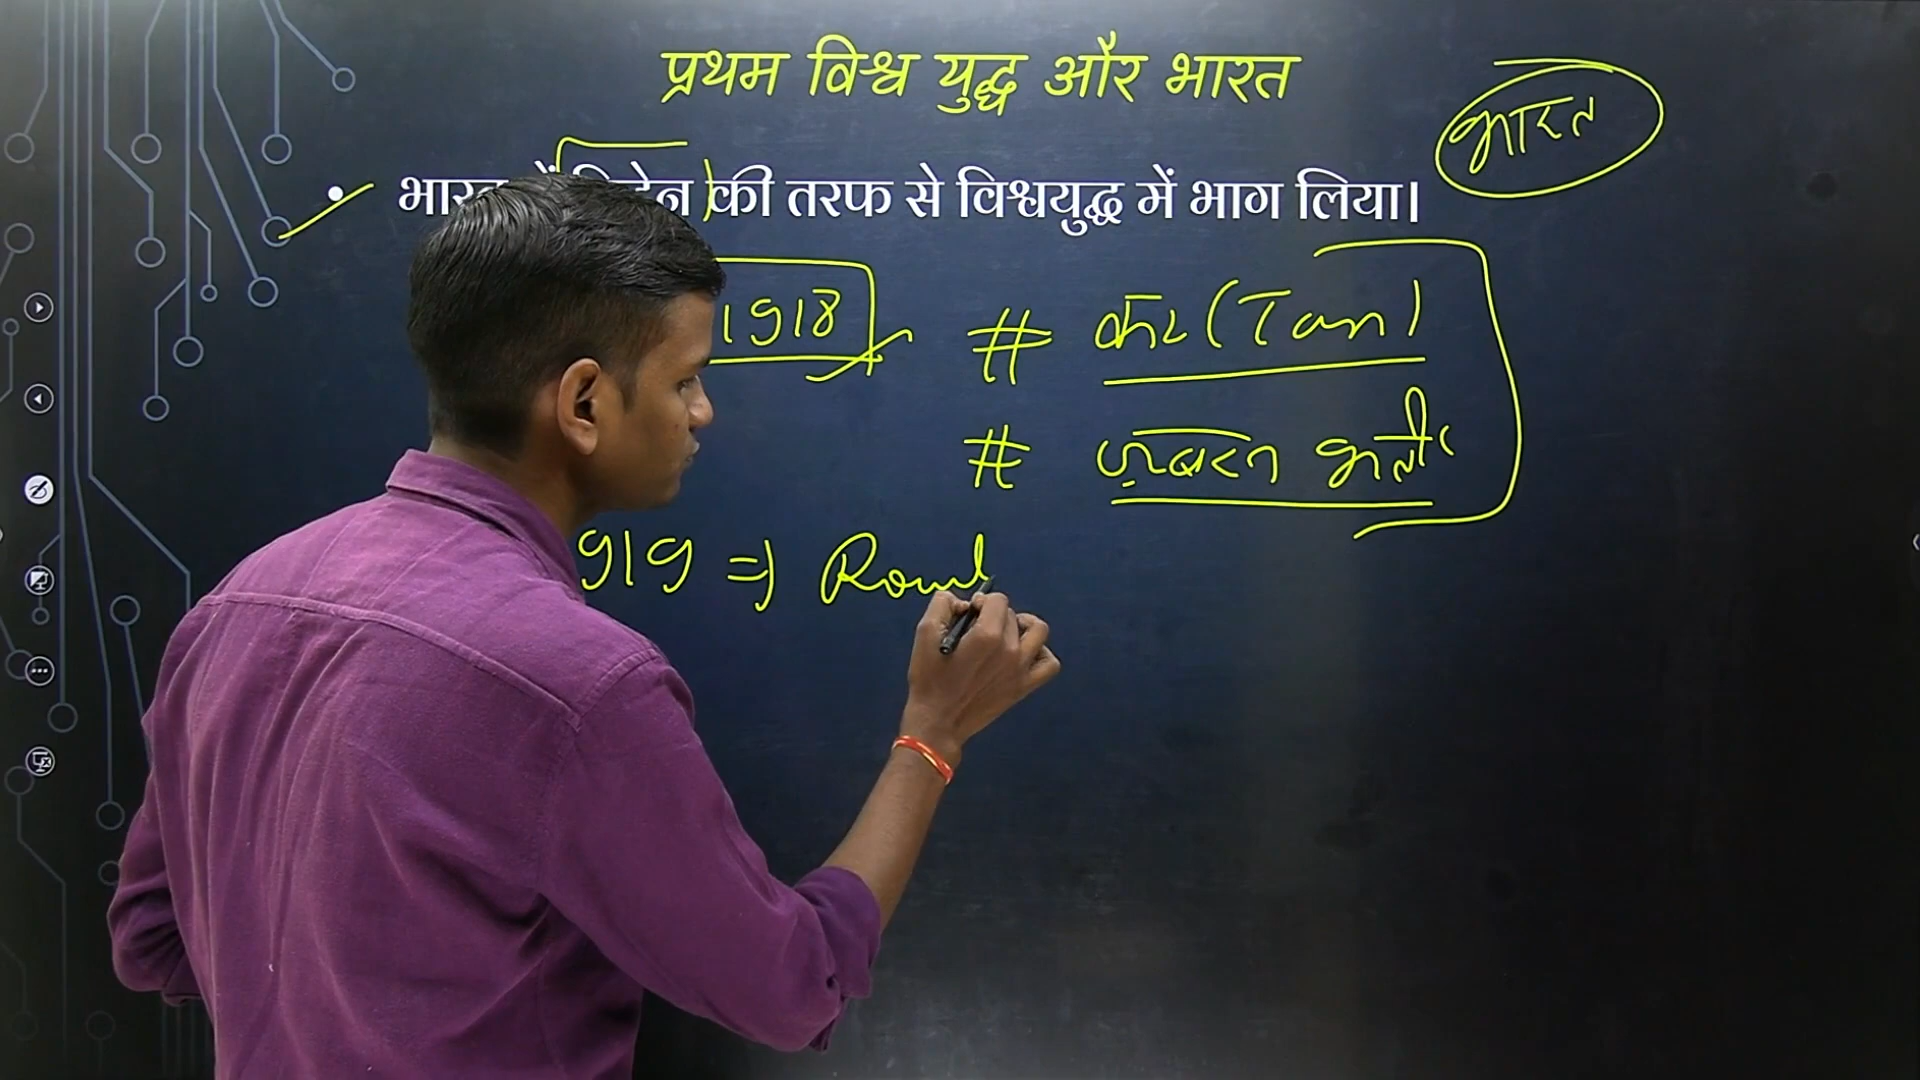 प्रथम विश्व युद्ध और भारत
भारत
की तरफ से विश्वयुद्ध में भाग लिया।
1918 # कर (Tax)
# जबरन भर्ती
919 => Rowl